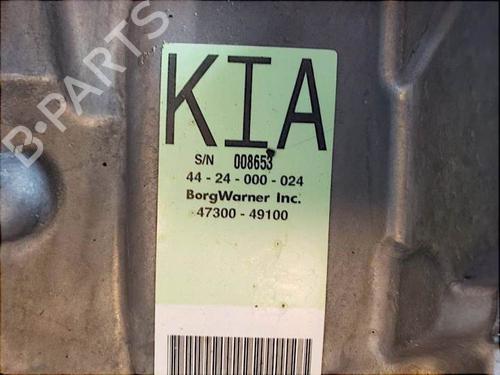 B-PARTS
KIA
S/N 008653
44 - 24 - 000 - 024
BorgWarner Inc.
47300 - 49100